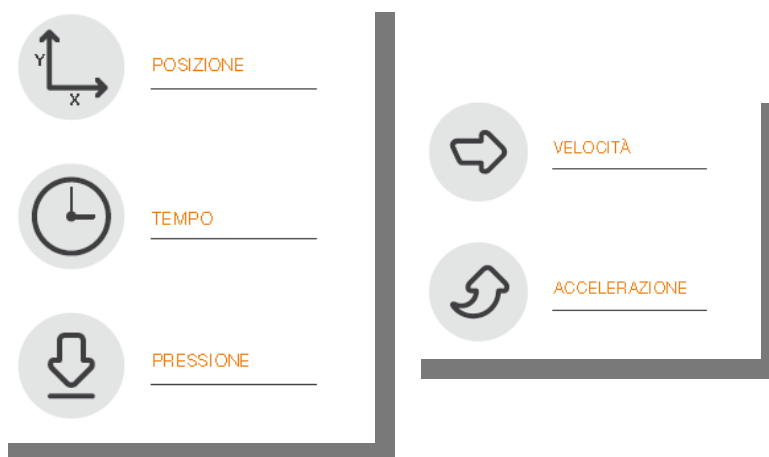 Y
X
POSIZIONE
TEMPO
PRESSIONE
VELOCITÀ
ACCELERAZIONE